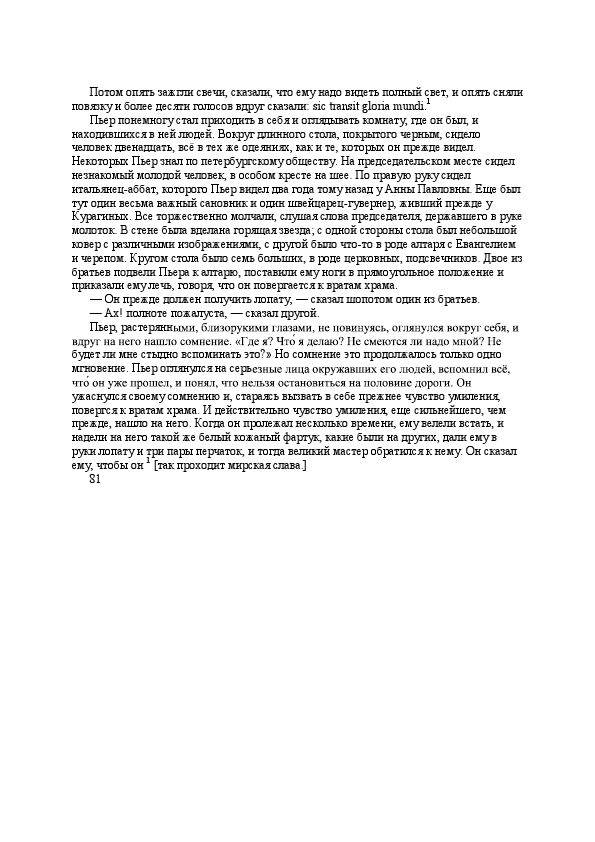 Потом опять зажгли свечи, сказали, что ему надо видеть полный свет, и опять сняли
повязку и более десяти голосов вдруг сказали: sic transit gloria mundi.1
Пьер понемногу стал приходить в себя и оглядывать комнату, где он был, и
находившихся в ней людей. Вокруг длинного стола, покрытого черным, сидело
человек двенадцать, всё в тех же одеяниях, как и те, которых он прежде видел.
Некоторых Пьер знал по петербургскому обществу. На председательском месте сидел
незнакомый молодой человек, в особом кресте на шее. По правую руку сидел
итальянец-аббат, которого Пьер видел два года тому назад у Анны Павловны. Еще был
тут один весьма важный сановник и один швейцарец-гувернер, живший прежде у
Курагиных. Все торжественно молчали, слушая слова председателя, державшего в руке
молоток. В стене была вделана горящая звезда; с одной стороны стола был небольшой
ковер с различными изображениями, с другой было что-то в роде алтаря с Евангелием
и черепом. Кругом стола было семь больших, в роде церковных, подсвечников. Двое из
братьев подвели Пьера к алтарю, поставили ему ноги в прямоугольное положение и
приказали ему лечь, говоря, что он повергается к вратам храма.
— Он прежде должен получить лопату, — сказал шопотом один из братьев.
— Ах! полноте пожалуста, — сказал другой.
Пьер, растерянными, близорукими глазами, не повинуясь, оглянулся вокруг себя, и
вдруг на него нашло сомнение. «Где я? Что́ я делаю? Не смеются ли надо мной? Не
будет ли мне стыдно вспоминать это?» Но сомнение это продолжалось только одно
мгновение. Пьер оглянулся на серьезные лица окружавших его людей, вспомнил всё,
что́ он уже прошел, и понял, что нельзя остановиться на половине дороги. Он
ужаснулся своему сомнению и, стараясь вызвать в себе прежнее чувство умиления,
повергся к вратам храма. И действительно чувство умиления, еще сильнейшего, чем
прежде, нашло на него. Когда он пролежал несколько времени, ему велели встать, и
надели на него такой же белый кожаный фартук, какие были на других, дали ему в
руки лопату и три пары перчаток, и тогда великий мастер обратился к нему. Он сказал
ему, чтобы он 1 [так проходит мирская слава.]
81